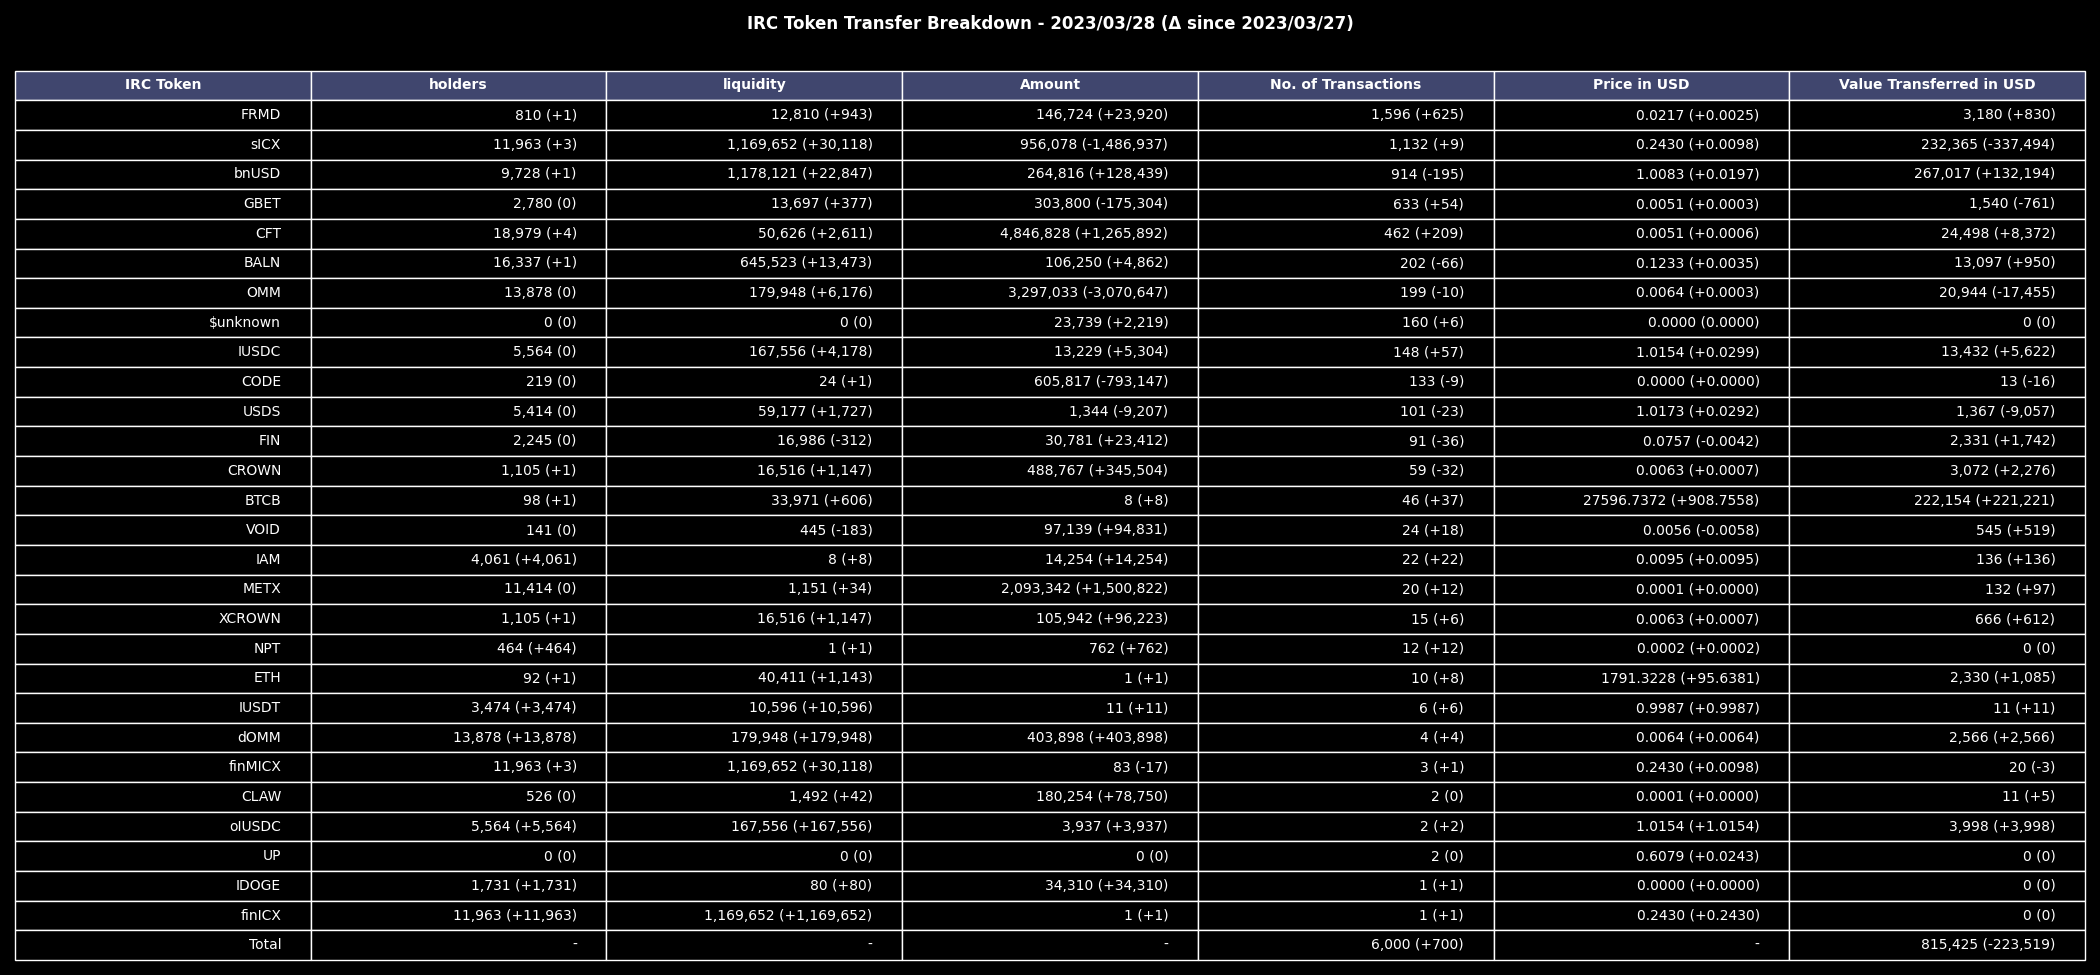 IRC Token Transfer Breakdown - 2023/03/28 (Δ since 2023/03/27)
IRC Token holders liquidity Amount No. of Transactions Price in USD Value Transferred in USD
FRMD 810 (+1) 12,810 (+943) 146,724 (+23,920) 1,596 (+625) 0.0217 (+0.0025) 3,180 (+830)
sICX 11,963 (+3) 1,169,652 (+30,118) 956,078 (-1,486,937) 1,132 (+9) 0.2430 (+0.0098) 232,365 (-337,494)
bnUSD 9,728 (+1) 1,178,121 (+22,847) 264,816 (+128,439) 914 (-195) 1.0083 (+0.0197) 267,017 (+132,194)
GBET 2,780 (0) 13,697 (+377) 303,800 (-175,304) 633 (+54) 0.0051 (+0.0003) 1,540 (-761)
CFT 18,979 (+4) 50,626 (+2,611) 4,846,828 (+1,265,892) 462 (+209) 0.0051 (+0.0006) 24,498 (+8,372)
BALN 16,337 (+1) 645,523 (+13,473) 106,250 (+4,862) 202 (-66) 0.1233 (+0.0035) 13,097 (+950)
OMM 13,878 (0) 179,948 (+6,176) 3,297,033 (-3,070,647) 199 (-10) 0.0064 (+0.0003) 20,944 (-17,455)
$unknown 0 (0) 0 (0) 23,739 (+2,219) 160 (+6) 0.0000 (0.0000) 0 (0)
IUSDC 5,564 (0) 167,556 (+4,178) 13,229 (+5,304) 148 (+57) 1.0154 (+0.0299) 13,432 (+5,622)
CODE 219 (0) 24 (+1) 605,817 (-793,147) 133 (-9) 0.0000 (+0.0000) 13 (-16)
USDS 5,414 (0) 59,177 (+1,727) 1,344 (-9,207) 101 (-23) 1.0173 (+0.0292) 1,367 (-9,057)
FIN 2,245 (0) 16,986 (-312) 30,781 (+23,412) 91 (-36) 0.0757 (-0.0042) 2,331 (+1,742)
CROWN 1,105 (+1) 16,516 (+1,147) 488,767 (+345,504) 59 (-32) 0.0063 (+0.0007) 3,072 (+2,276)
BTCB 98 (+1) 33,971 (+606) 8 (+8) 46 (+37) 27596.7372 (+908.7558) 222,154 (+221,221)
VOID 141 (0) 445 (-183) 97,139 (+94,831) 24 (+18) 0.0056 (-0.0058) 545 (+519)
IAM 4,061 (+4,061) 8 (+8) 14,254 (+14,254) 22 (+22) 0.0095 (+0.0095) 136 (+136)
METX 11,414 (0) 1,151 (+34) 2,093,342 (+1,500,822) 20 (+12) 0.0001 (+0.0000) 132 (+97)
XCROWN 1,105 (+1) 16,516 (+1,147) 105,942 (+96,223) 15 (+6) 0.0063 (+0.0007) 666 (+612)
NPT 464 (+464) 1 (+1) 762 (+762) 12 (+12) 0.0002 (+0.0002) 0 (0)
ETH 92 (+1) 40,411 (+1,143) 1 (+1) 10 (+8) 1791.3228 (+95.6381) 2,330 (+1,085)
IUSDT 3,474 (+3,474) 10,596 (+10,596) 11 (+11) 6 (+6) 0.9987 (+0.9987) 11 (+11)
dOMM 13,878 (+13,878) 179,948 (+179,948) 403,898 (+403,898) 4 (+4) 0.0064 (+0.0064) 2,566 (+2,566)
finMICX 11,963 (+3) 1,169,652 (+30,118) 83 (-17) 3 (+1) 0.2430 (+0.0098) 20 (-3)
CLAW 526 (0) 1,492 (+42) 180,254 (+78,750) 2 (0) 0.0001 (+0.0000) 11 (+5)
oIUSDC 5,564 (+5,564) 167,556 (+167,556) 3,937 (+3,937) 2 (+2) 1.0154 (+1.0154) 3,998 (+3,998)
UP 0 (0) 0 (0) 0 (0) 2 (0) 0.6079 (+0.0243) 0 (0)
IDOGE 1,731 (+1,731) 80 (+80) 34,310 (+34,310) 1 (+1) 0.0000 (+0.0000) 0 (0)
finICX 11,963 (+11,963) 1,169,652 (+1,169,652) 1 (+1) 1 (+1) 0.2430 (+0.2430) 0 (0)
Total - - - 6,000 (+700) - 815,425 (-223,519)